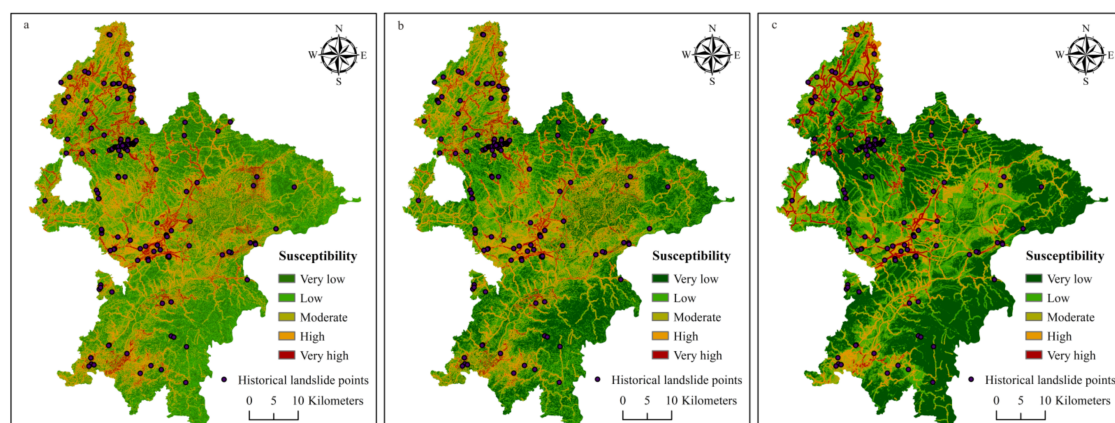 a
N
W E
S
Susceptibility
Very low
Low
Moderate
High
Very high
Historical landslide points
0 5 10 Kilometers
b
N
W E
S
Susceptibility
Very low
Low
Moderate
High
Very high
Historical landslide points
0 5 10 Kilometers
c
N
W E
S
Susceptibility
Very low
Low
Moderate
High
Very high
Historical landslide points
0 5 10 Kilometers